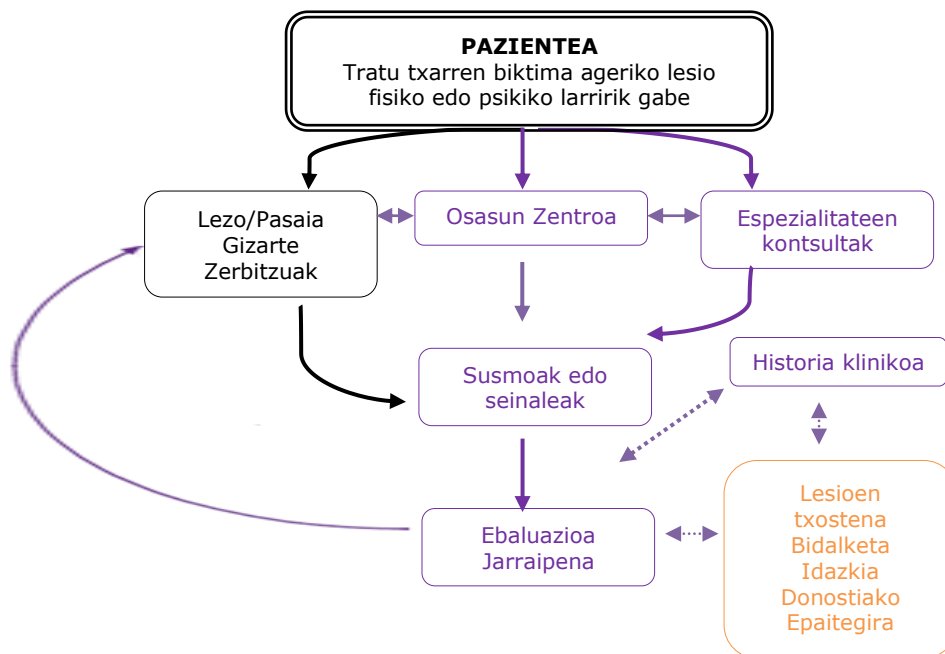 PAZIENTEA
Tratu txarren biktima ageriko lesio
fisiko edo psikiko larririk gabe
Lezo/Pasaia
Gizarte
Zerbitzuak
Osasun Zentroa
Espezialitateen
kontsultak
Susmoak edo
seinaleak
Historia klinikoa
Ebaluazioa
Jarraipena
Lesioen
txostena
Bidalketa
Idazkia
Donostiako
Epaitegira